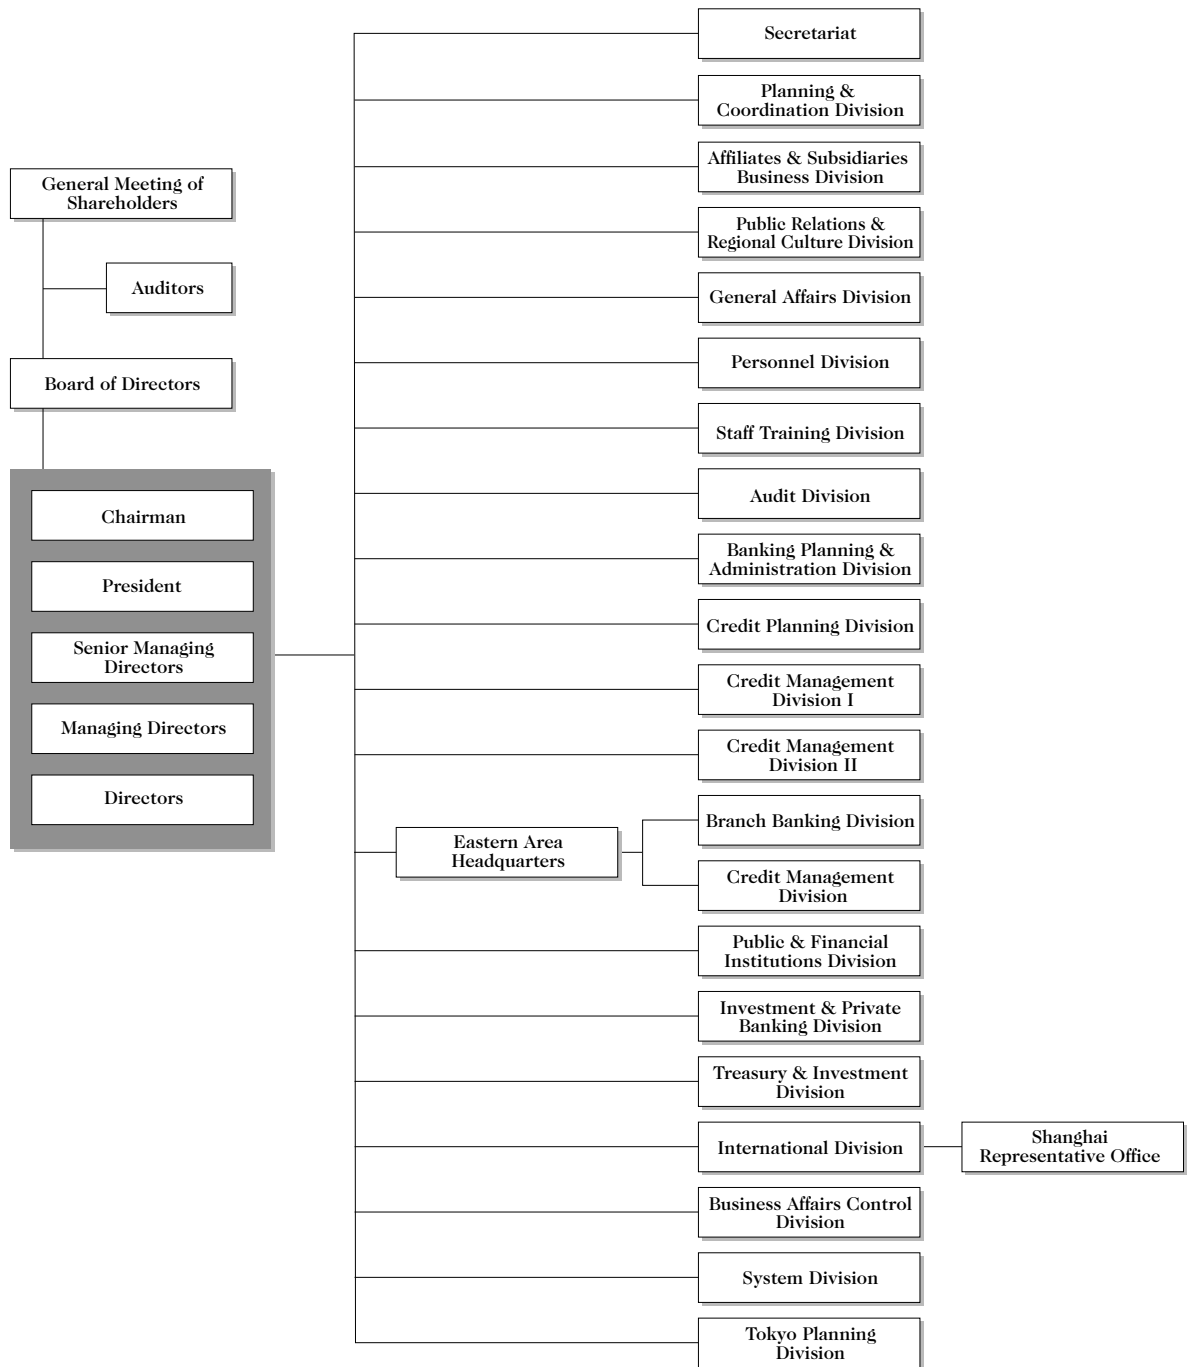 General Meeting of
Shareholders
Auditors
Board of Directors
Chairman
President
Senior Managing
Directors
Managing Directors
Directors
Secretariat
Planning &
Coordination Division
Affiliates & Subsidiaries
Business Division
Public Relations &
Regional Culture Division
General Affairs Division
Personnel Division
Staff Training Division
Audit Division
Banking Planning &
Administration Division
Credit Planning Division
Credit Management
Division I
Credit Management
Division II
Eastern Area
Headquarters
Branch Banking Division
Credit Management
Division
Public & Financial
Institutions Division
Investment & Private
Banking Division
Treasury & Investment
Division
International Division
Shanghai
Representative Office
Business Affairs Control
Division
System Division
Tokyo Planning
Division